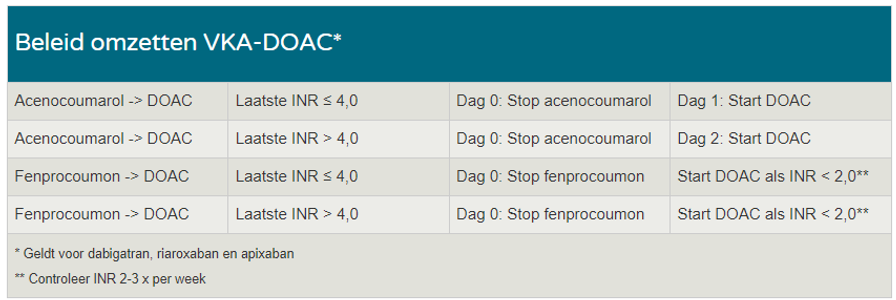 Beleid omzetten VKA-DOAC*
Acenocoumarol -> DOAC Laatste INR ≤ 4,0 Dag 0: Stop acenocoumarol Dag 1: Start DOAC
Acenocoumarol -> DOAC Laatste INR > 4,0 Dag 0: Stop acenocoumarol Dag 2: Start DOAC
Fenprocoumon -> DOAC Laatste INR ≤ 4,0 Dag 0: Stop fenprocoumon Start DOAC als INR < 2,0**
Fenprocoumon -> DOAC Laatste INR > 4,0 Dag 0: Stop fenprocoumon Start DOAC als INR < 2,0**
* Geldt voor dabigatran, riaroxaban en apixaban
** Controleer INR 2-3 x per week